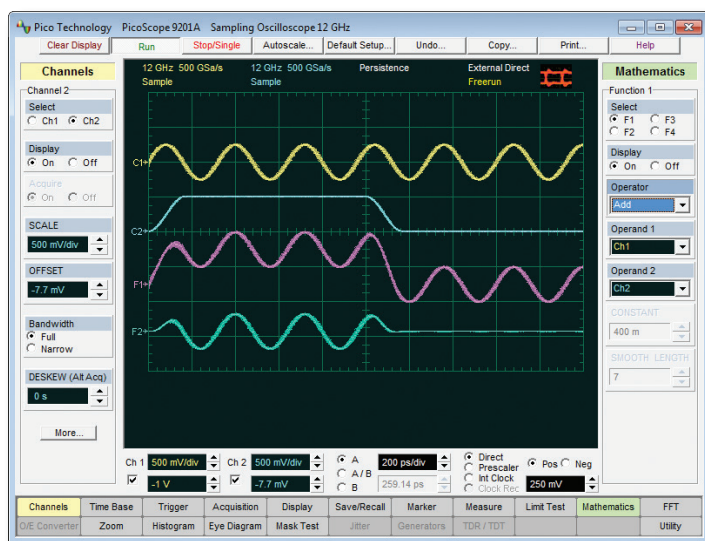 Pico Technology PicoScope 9201A Sampling Oscilloscope 12 GHz
Clear Display Run Stop/Single Autoscale... Default Setup... Undo... Copy... Print... Help
Channels
Channel 2
Select
Ch1 Ch2
Display
On Off
Acquire
On Off
SCALE
500 mV/div
OFFSET
-7.7 mV
Bandwidth
Full
Narrow
DESKEW (Alt Acq)
0 s
More...
12 GHz 500 GSa/s 12 GHz 500 GSa/s Persistence External Direct
Sample Sample Freerun
C1
C2
F1
F2
Mathematics
Function 1
Select
F1 F3
F2 F4
Display
On Off
Operator
Add
Operand 1
Ch1
Operand 2
Ch2
CONSTANT
400 m
SMOOTH LENGTH
7
Ch 1 500 mV/div Ch 2 500 mV/div A 200 ps/div Direct Pos Neg
A / B Prescaler
-1 V -7.7 mV B 259.14 ps Int Clock 250 mV
Clock Rec
Channels Time Base Trigger Acquisition Display Save/Recall Marker Measure Limit Test Mathematics FFT
O/E Converter Zoom Histogram Eye Diagram Mask Test Jitter Generators TDR / TDT Utility